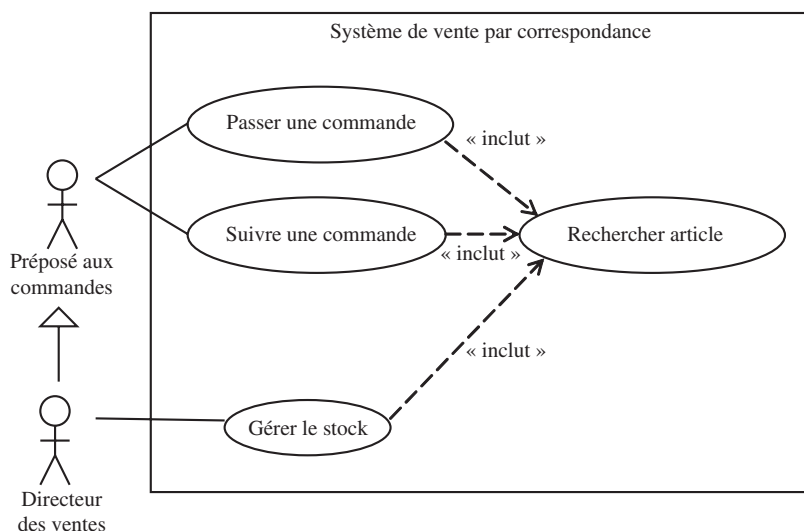 Système de vente par correspondance
Passer une commande
« inclut »
Préposé aux
commandes
Suivre une commande
« inclut »
Rechercher article
« inclut »
Gérer le stock
Directeur
des ventes